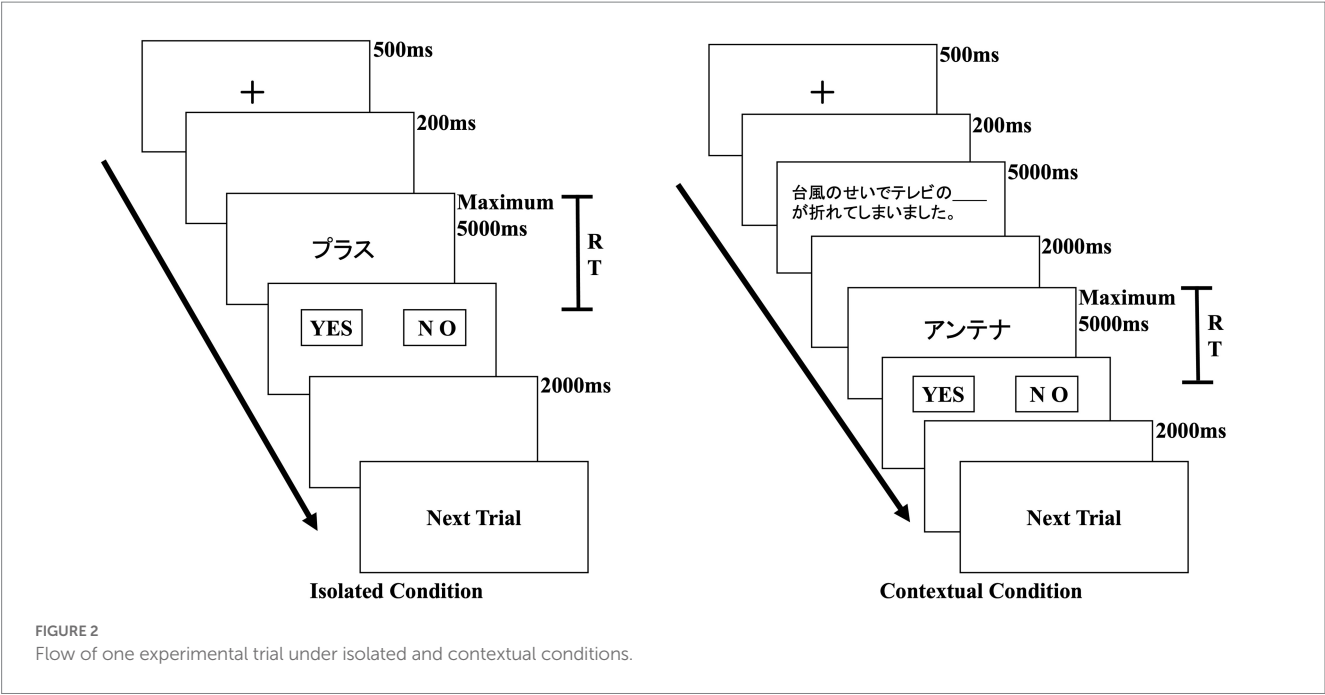 500ms
+
200ms
Maximum
5000ms
プラス
R
T
YES NO
2000ms
Next Trial
Isolated Condition
500ms
+
200ms
5000ms
台風のせいでテレビの____
が折れてしまいました。
2000ms
Maximum
5000ms
アンテナ
R
T
YES NO
2000ms
Next Trial
Contextual Condition
FIGURE 2
Flow of one experimental trial under isolated and contextual conditions.